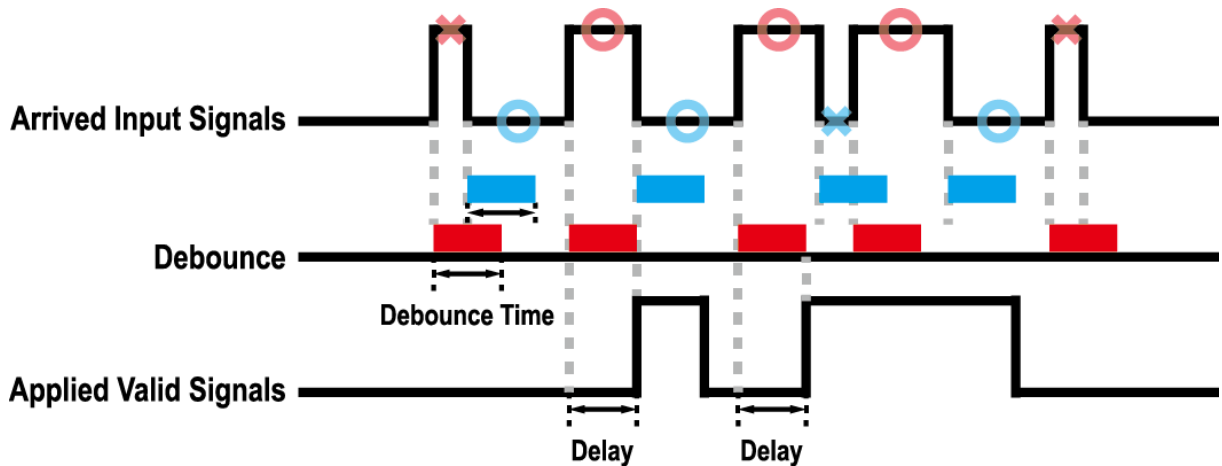 Arrived Input Signals
Debounce
Debounce Time
Applied Valid Signals
Delay
Delay